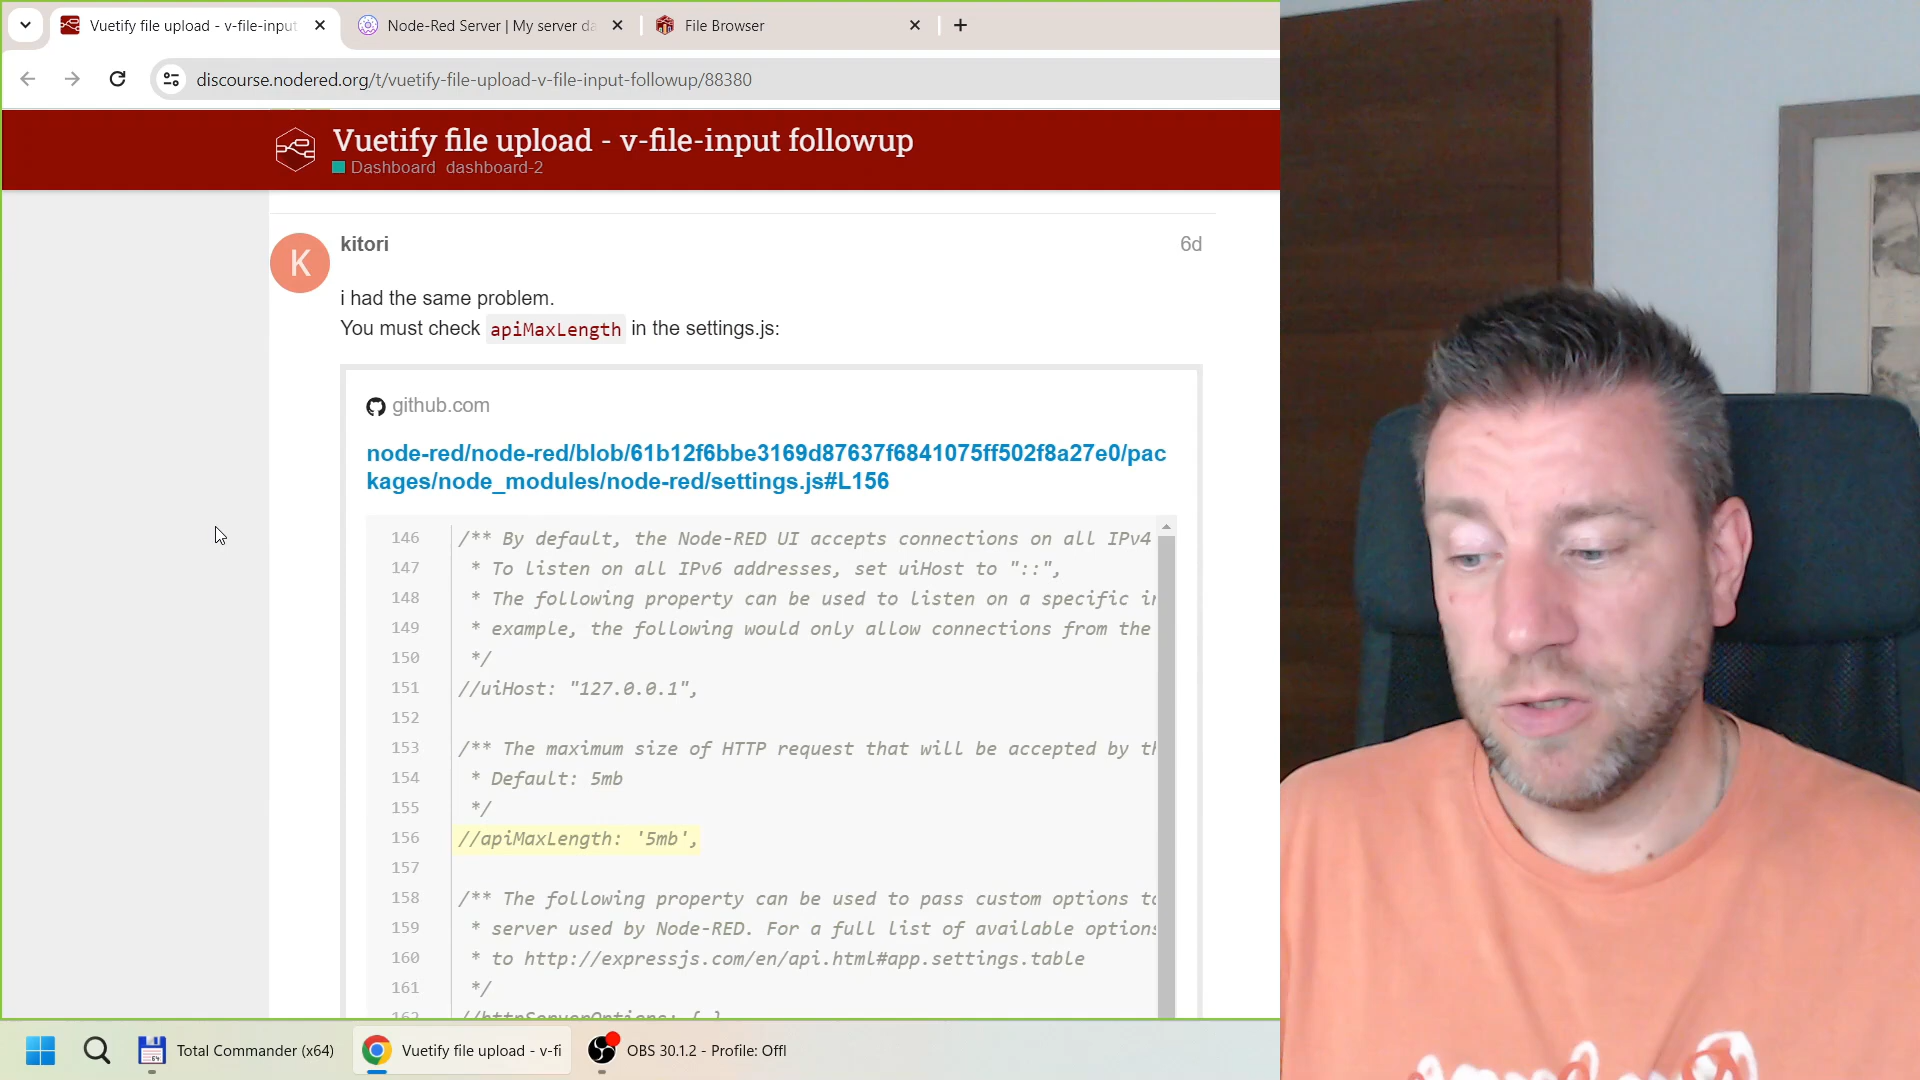 Vuetify file upload - v-file-input
Node-Red Server | My server da
File Browser
discourse.nodered.org/t/vuetify-file-upload-v-file-input-followup/88380
Vuetify file upload - v-file-input followup
Dashboard dashboard-2
K
kitori
6d
i had the same problem.
You must check apiMaxLength in the settings.js:
github.com
node-red/node-red/blob/61b12f6bbe3169d87637f6841075ff502f8a27e0/pac
kages/node_modules/node-red/settings.js#L156
146 /** By default, the Node-RED UI accepts connections on all IPv4
147 * To listen on all IPv6 addresses, set uiHost to "::",
148 * The following property can be used to listen on a specific in
149 * example, the following would only allow connections from the
150 */
151 //uiHost: "127.0.0.1",
152
153 /** The maximum size of HTTP request that will be accepted by th
154 * Default: 5mb
155 */
156 //apiMaxLength: '5mb',
157
158 /** The following property can be used to pass custom options to
159 * server used by Node-RED. For a full list of available options
160 * to http://expressjs.com/en/api.html#app.settings.table
161 */
162 //httpServerOptions: { }
Total Commander (x64)
Vuetify file upload - v-fi
OBS 30.1.2 - Profile: Offl